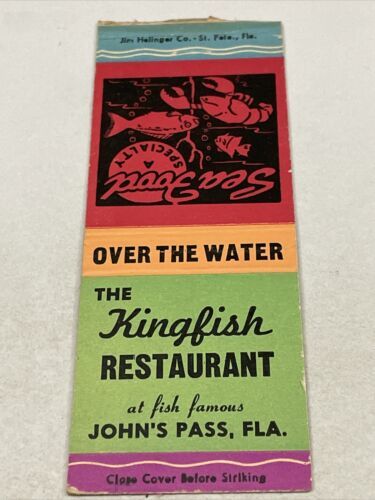 Jim Helinger Co. - St. Pete., Fla.
Sea Food
A
SPECIALTY
OVER THE WATER
THE
Kingfish
RESTAURANT
at fish famous
JOHN'S PASS, FLA.
Close Cover Before Striking